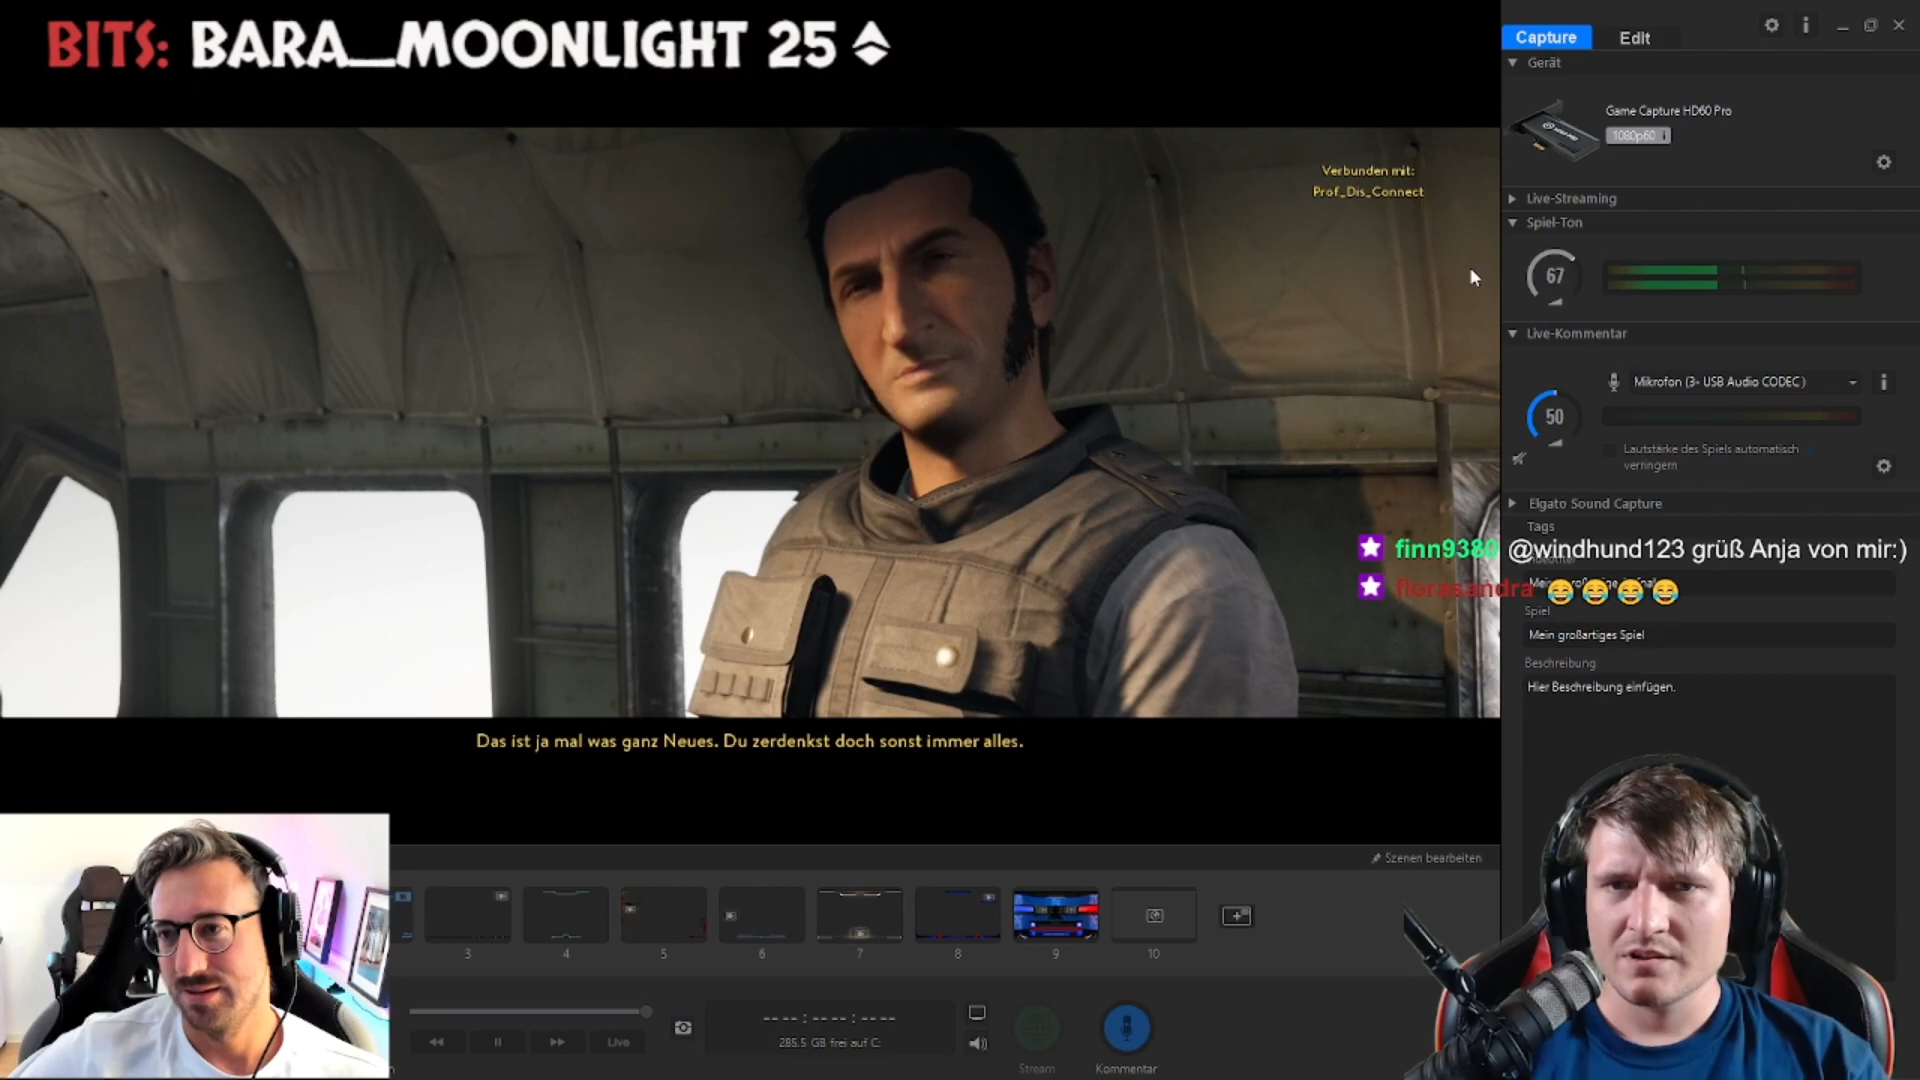 BITS: BARA_MOONLIGHT 25
Verbunden mit:
Prof_Dis_Connect
Das ist ja mal was ganz Neues. Du zerdenkst doch sonst immer alles.
Capture
Edit
Gerät
Game Capture HD60 Pro
1080p60 i
Live-Streaming
Spiel-Ton
67
Live-Kommentar
Mikrofon (3- USB Audio CODEC )
50
Lautstärke des Spiels automatisch
verringern
Elgato Sound Capture
Tags
finn9380 @windhund123 grüß Anja von mir:)
florasandra
Spiel
Mein großartiges Spiel
Beschreibung
Hier Beschreibung einfügen.
Szenen bearbeiten
3
4
5
6
7
8
9
10
Live
-- -- : -- -- : -- --
285.5 GB frei auf C:
Stream
Kommentar